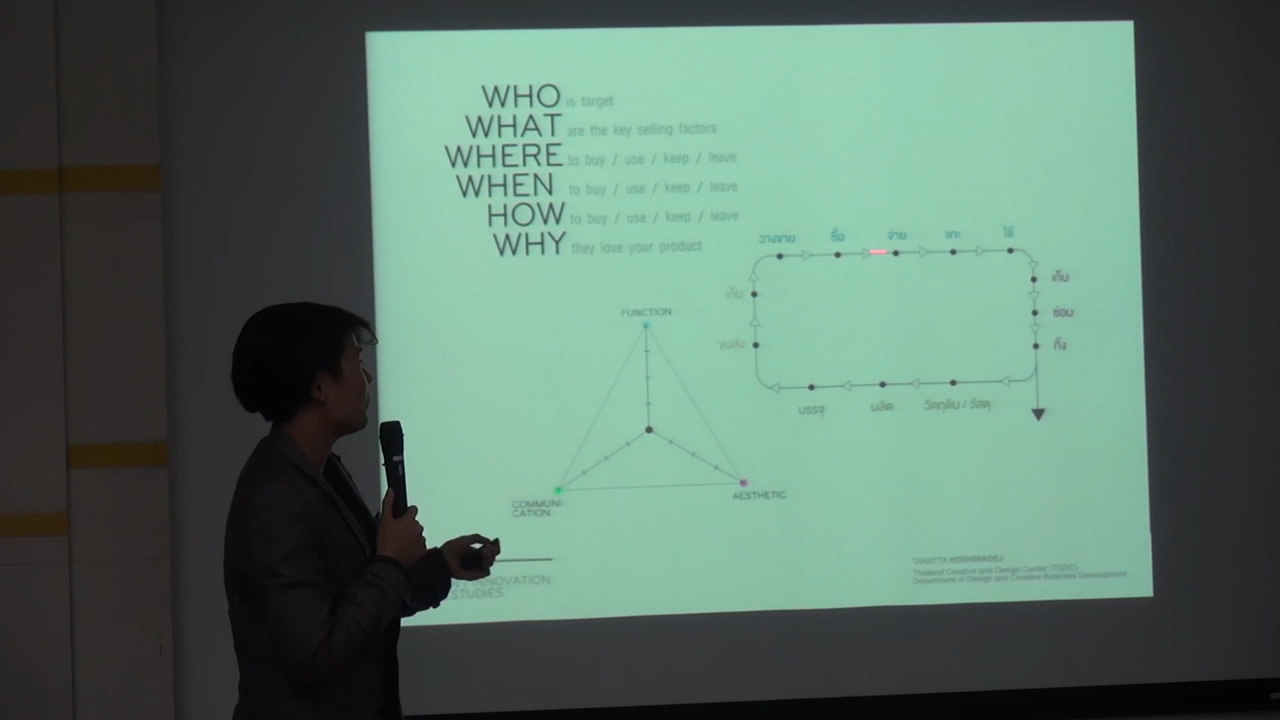 WHO is target
WHAT are the key selling factors
WHERE to buy / use / keep / leave
WHEN to buy / use / keep / leave
HOW to buy / use / keep / leave
WHY they love your product
วางขาย ซื้อ จ่าย แกะ ใช้
เก็บ
ซ่อม
ทิ้ง
เก็บ
ขนส่ง
บรรจุ ผลิต วัตถุดิบ / วัสดุ
FUNCTION
COMMUNI-
CATION
AESTHETIC
INNOVATION
STUDIES
TANATTA KOSHIHADEJ
Thailand Creative and Design Center (TCDC)
Department of Design and Creative Business Development